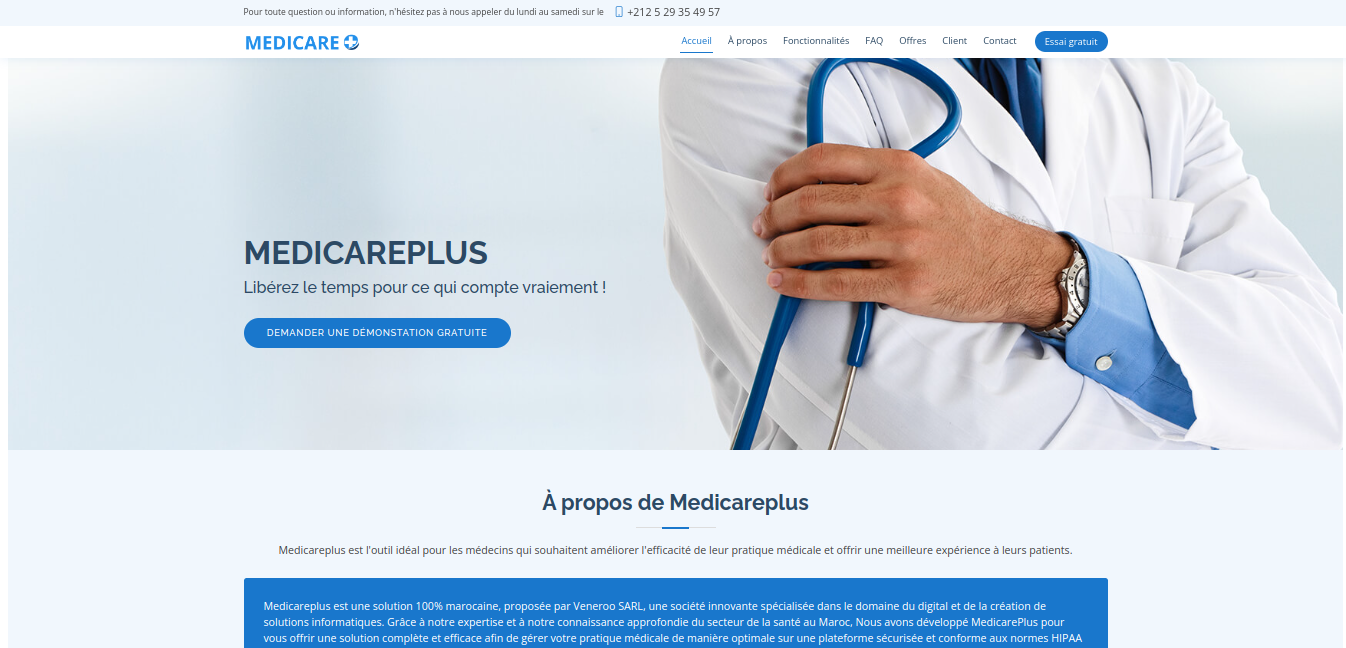 Pour toute question ou information, n'hésitez pas à nous appeler du lundi au samedi sur le +212 5 29 35 49 57
MEDICARE
Accueil À propos Fonctionnalités FAQ Offres Client Contact Essai gratuit
MEDICAREPLUS
Libérez le temps pour ce qui compte vraiment !
DEMANDER UNE DÉMONSTATION GRATUITE
À propos de Medicareplus
Medicareplus est l'outil idéal pour les médecins qui souhaitent améliorer l'efficacité de leur pratique médicale et offrir une meilleure expérience à leurs patients.
Medicareplus est une solution 100% marocaine, proposée par Veneroo SARL, une société innovante spécialisée dans le domaine du digital et de la création de
solutions informatiques. Grâce à notre expertise et à notre connaissance approfondie du secteur de la santé au Maroc, Nous avons développé MedicarePlus pour
vous offrir une solution complète et efficace afin de gérer votre pratique médicale de manière optimale sur une plateforme sécurisée et conforme aux normes HIPAA